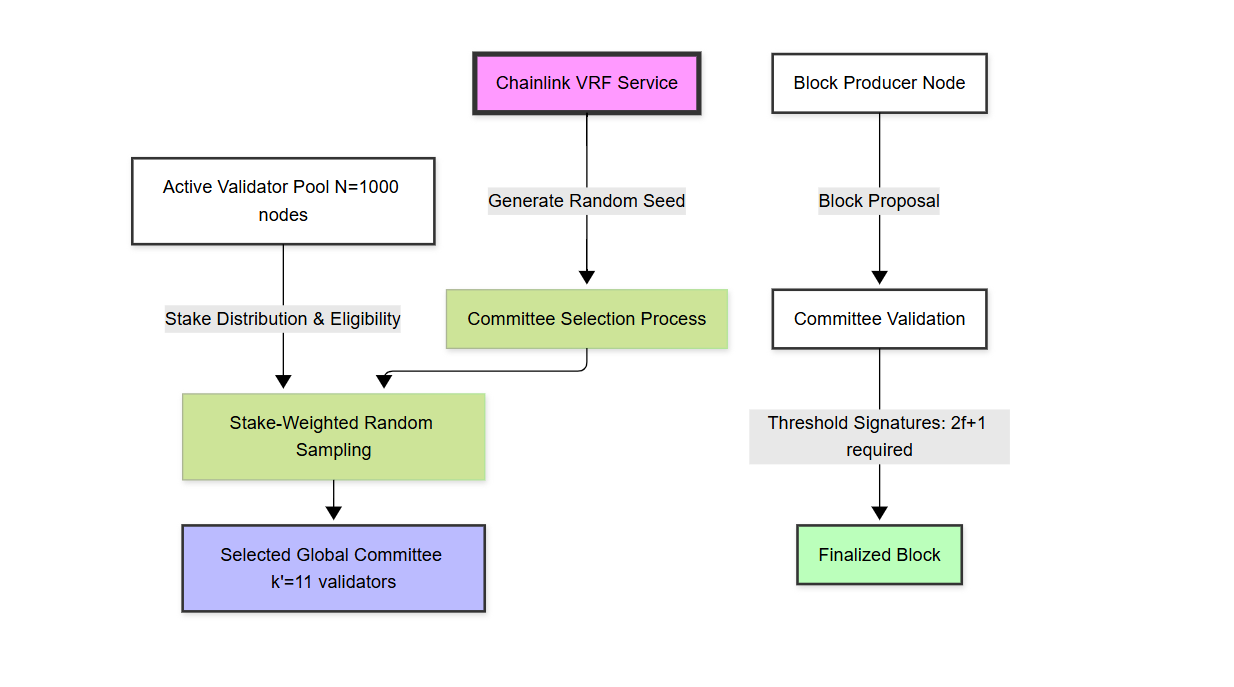 Chainlink VRF Service
Block Producer Node
Active Validator Pool N=1000
nodes
Generate Random Seed
Block Proposal
Stake Distribution & Eligibility
Committee Selection Process
Committee Validation
Stake-Weighted Random
Sampling
Threshold Signatures: 2f+1
required
Selected Global Committee
k'=11 validators
Finalized Block